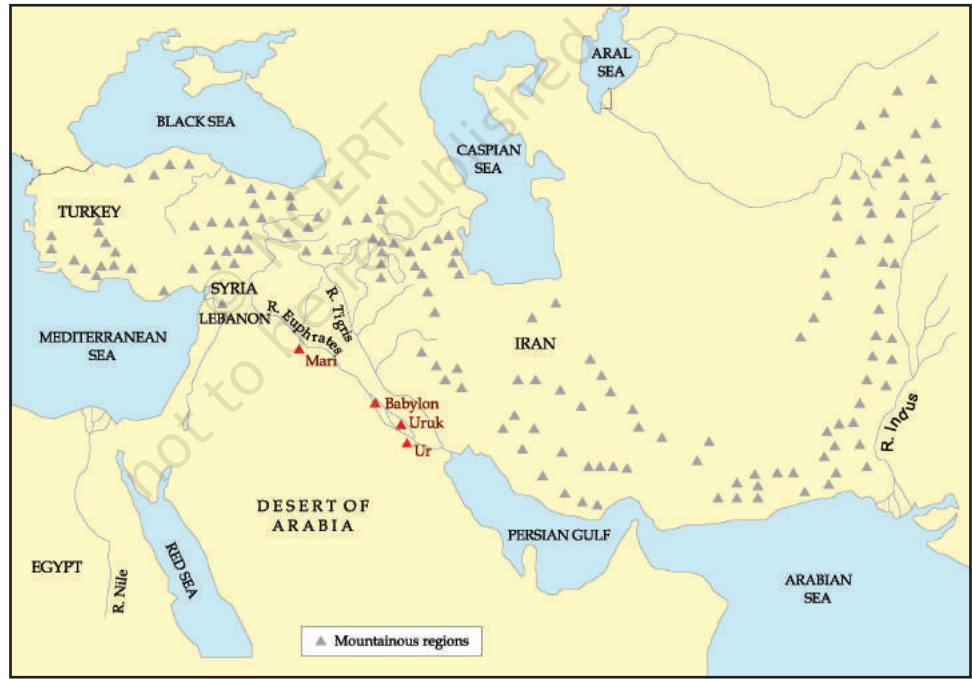 ARAL
SEA
BLACK SEA
CASPIAN
SEA
TURKEY
SYRIA
LEBANON
R. Euphrates
R. Tigris
MEDITERRANEAN
SEA
IRAN
Mari
Babylon
Uruk
Ur
R. Indus
DESERT OF
ARABIA
PERSIAN GULF
EGYPT
R. Nile
RED SEA
ARABIAN
SEA
Mountainous regions
© NCERT
not to be republished